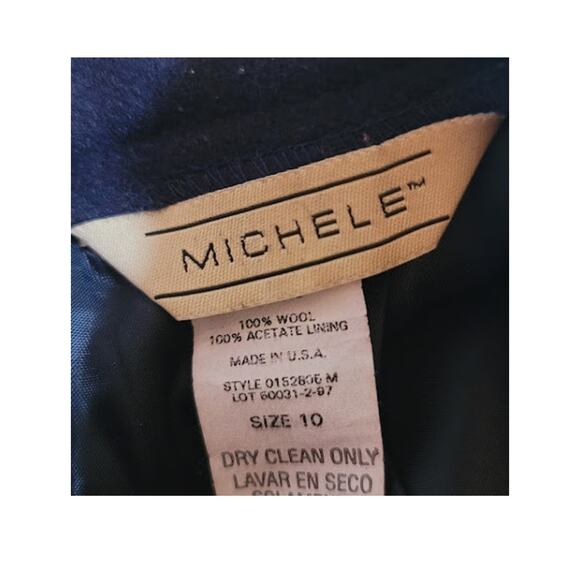 MICHELE™
100% WOOL
100% ACETATE LINING
MADE IN U.S.A.
STYLE 0152806 M
LOT 60031-2-97
SIZE 10
DRY CLEAN ONLY
LAVAR EN SECO